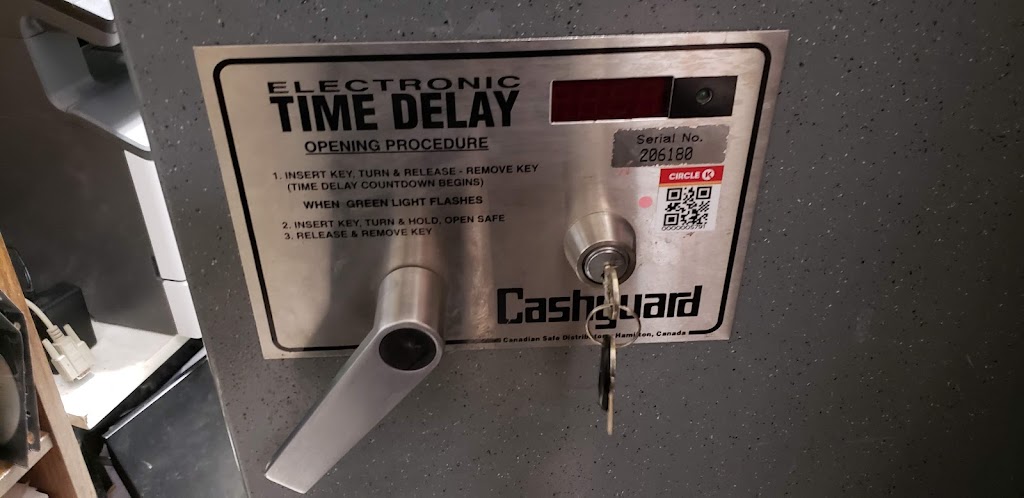 ELECTRONIC
TIME DELAY
OPENING PROCEDURE
1. INSERT KEY, TURN & RELEASE - REMOVE KEY
(TIME DELAY COUNTDOWN BEGINS)
WHEN GREEN LIGHT FLASHES
2. INSERT KEY, TURN & HOLD, OPEN SAFE
3. RELEASE & REMOVE KEY
Serial No.
206180
CIRCLE K
0000005791
Cashguard
Canadian Safe Distributors, Hamilton, Canada